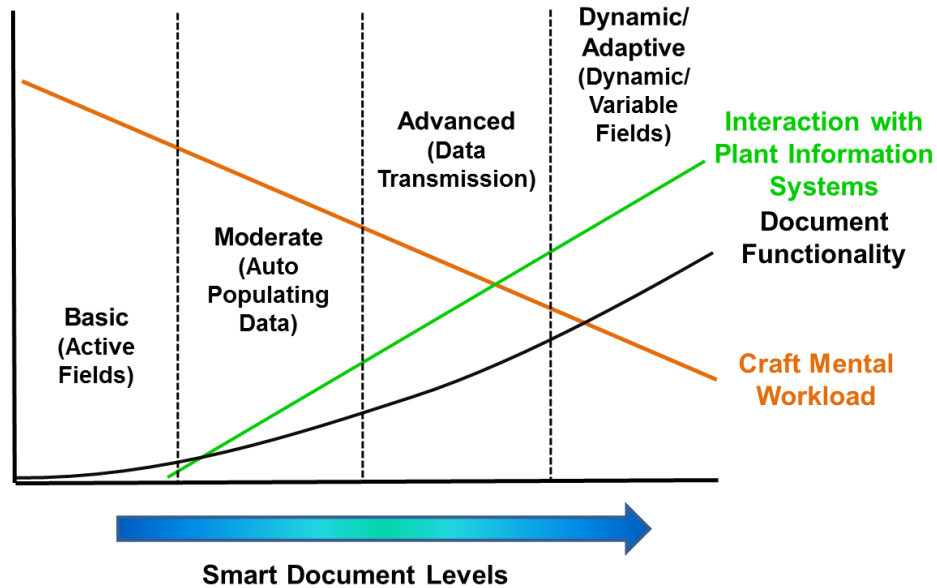 Basic
(Active
Fields)
Moderate
(Auto
Populating
Data)
Advanced
(Data
Transmission)
Dynamic/
Adaptive
(Dynamic/
Variable
Fields)
Interaction with
Plant Information
Systems
Document
Functionality
Craft Mental
Workload
Smart Document Levels